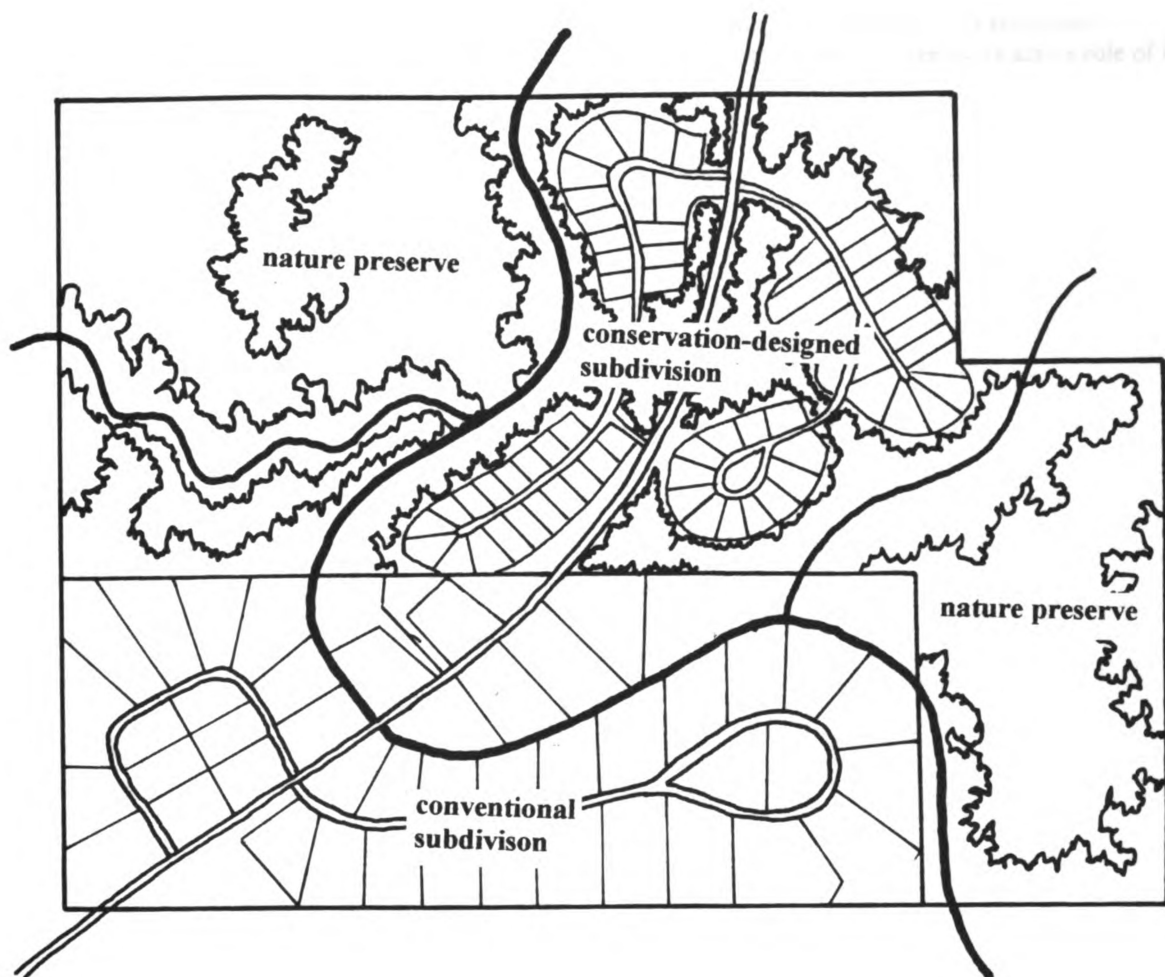 nature preserve
conservation-designed
subdivision
nature preserve
conventional
subdivison